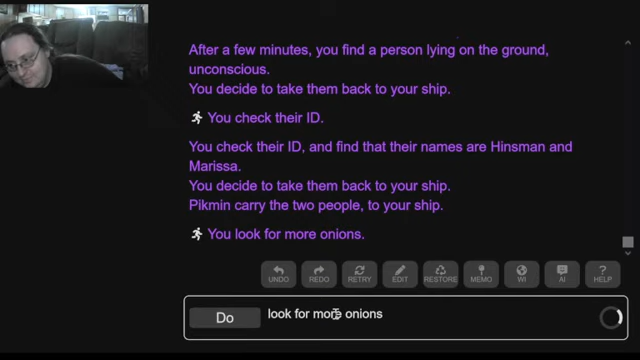 After a few minutes, you find a person lying on the ground,
unconscious.
You decide to take them back to your ship.
You check their ID.
You check their ID, and find that their names are Hinsman and
Marissa.
You decide to take them back to your ship.
Pikmin carry the two people, to your ship.
You look for more onions.
UNDO REDO RETRY EDIT RESTORE MEMO WI AI HELP
Do look for more onions